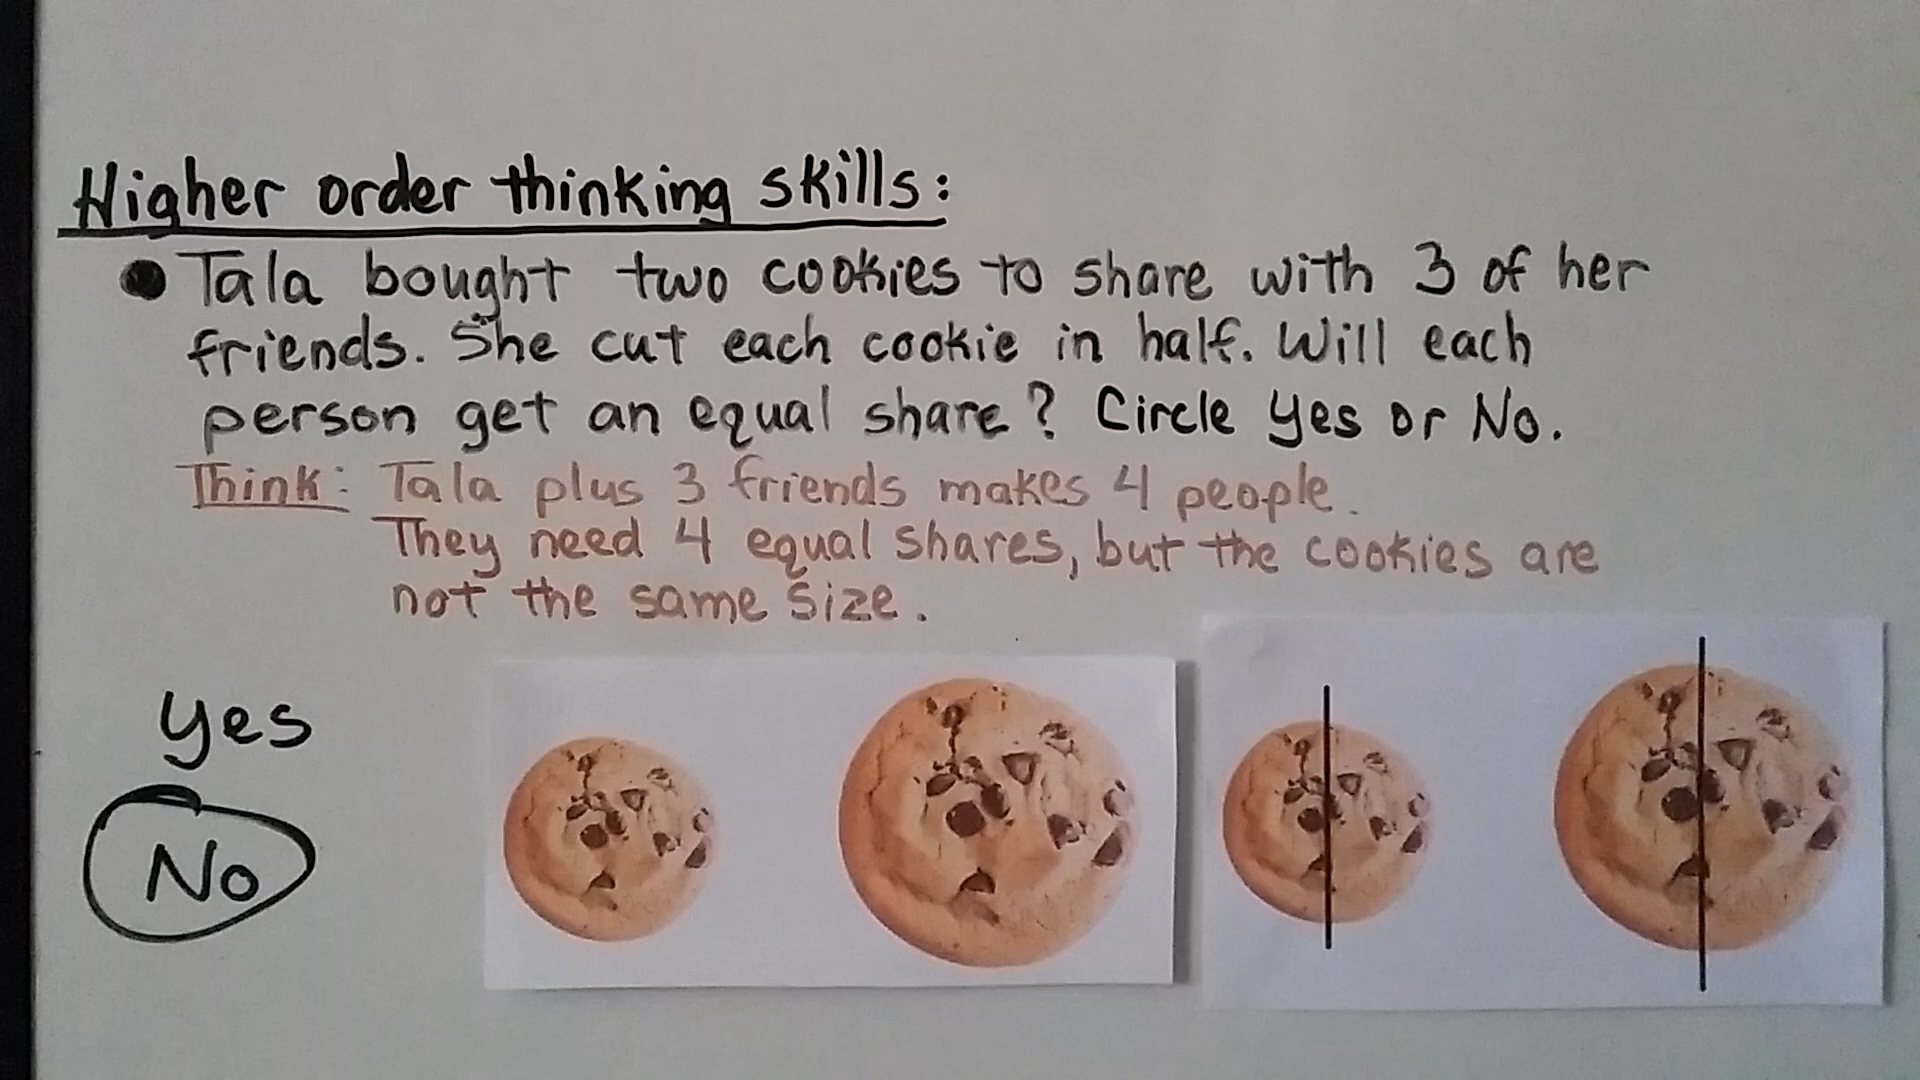 Higher order thinking skills:
• Tala bought two cookies to share with 3 of her
friends. She cut each cookie in half. Will each
person get an equal share? Circle yes or No.
Think: Tala plus 3 friends makes 4 people.
They need 4 equal shares, but the cookies are
not the same size.
yes
No